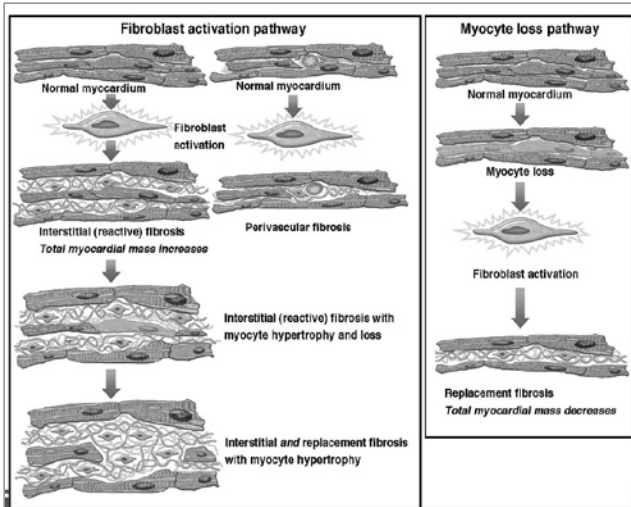 Fibroblast activation pathway
Normal myocardium
Normal myocardium
Fibroblast
activation
Interstitial (reactive) fibrosis
Total myocardial mass increases
Perivascular fibrosis
Interstitial (reactive) fibrosis with
myocyte hypertrophy and loss
Interstitial and replacement fibrosis
with myocyte hypertrophy
Myocyte loss pathway
Normal myocardium
Myocyte loss
Fibroblast activation
Replacement fibrosis
Total myocardial mass decreases